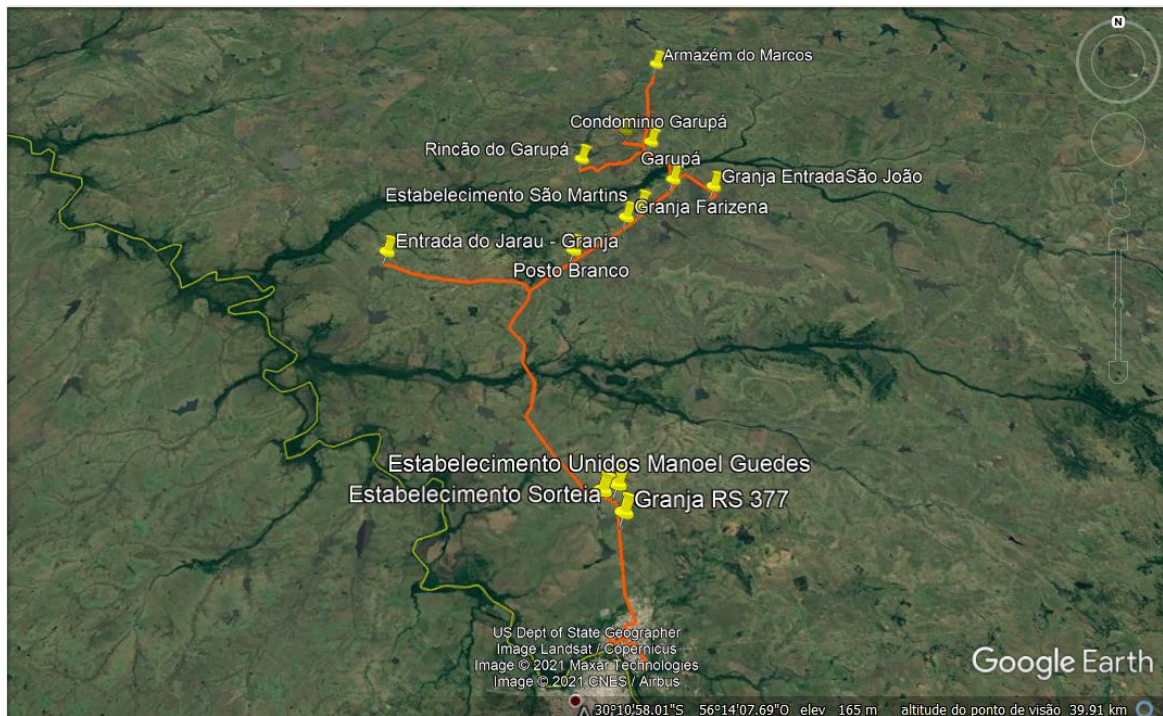 N
Armazém do Marcos
Condominio Garupá
Rincão do Garupá
Garupá
Granja EntradaSão João
Estabelecimento São Martins
Granja Farizena
Entrada do Jarau - Granja
Posto Branco
Estabelecimento Unidos Manoel Guedes
Estabelecimento Sorteia
Granja RS 377
US Dept of State Geographer
Image Landsat / Copernicus
Image © 2021 Maxar Technologies
Image © 2021 CNES / Airbus
Google Earth
30°10'58.01"S 56°14'07.69"O elev 165 m altitude do ponto de visão 39.91 km